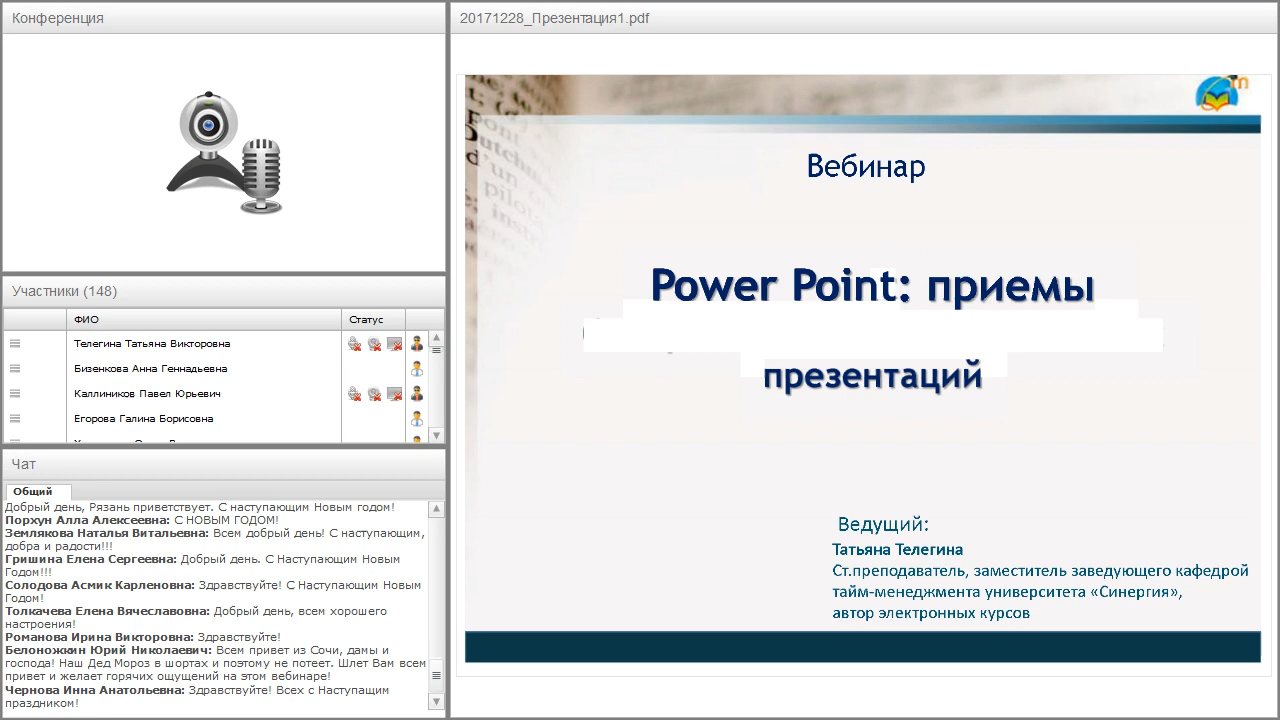 Конференция
20171228_Презентация1.pdf
Вебинар
Power Point: приемы
презентаций
Ведущий:
Татьяна Телегина
Ст.преподаватель, заместитель заведующего кафедрой
тайм-менеджмента университета «Синергия»,
автор электронных курсов
Участники (148)
ФИО Статус
Телегина Татьяна Викторовна
Бизенкова Анна Геннадьевна
Каллиников Павел Юрьевич
Егорова Галина Борисовна
Чат
Общий
Добрый день, Рязань приветствует. С наступающим Новым годом!
Порхун Алла Алексеевна: С НОВЫМ ГОДОМ!
Землякова Наталья Витальевна: Всем добрый день! С наступающим,
добра и радости!!!
Гришина Елена Сергеевна: Добрый день. С Наступающим Новым
Годом!!!
Солодова Асмик Карленовна: Здравствуйте! С Наступающим Новым
Годом!
Толкачева Елена Вячеславовна: Добрый день, всем хорошего
настроения!
Романова Ирина Викторовна: Здравствуйте!
Белоножкин Юрий Николаевич: Всем привет из Сочи, дамы и
господа! Наш Дед Мороз в шортах и поэтому не потеет. Шлет Вам всем
привет и желает горячих ощущений на этом вебинаре!
Чернова Инна Анатольевна: Здравствуйте! Всех с Наступащим
праздником!